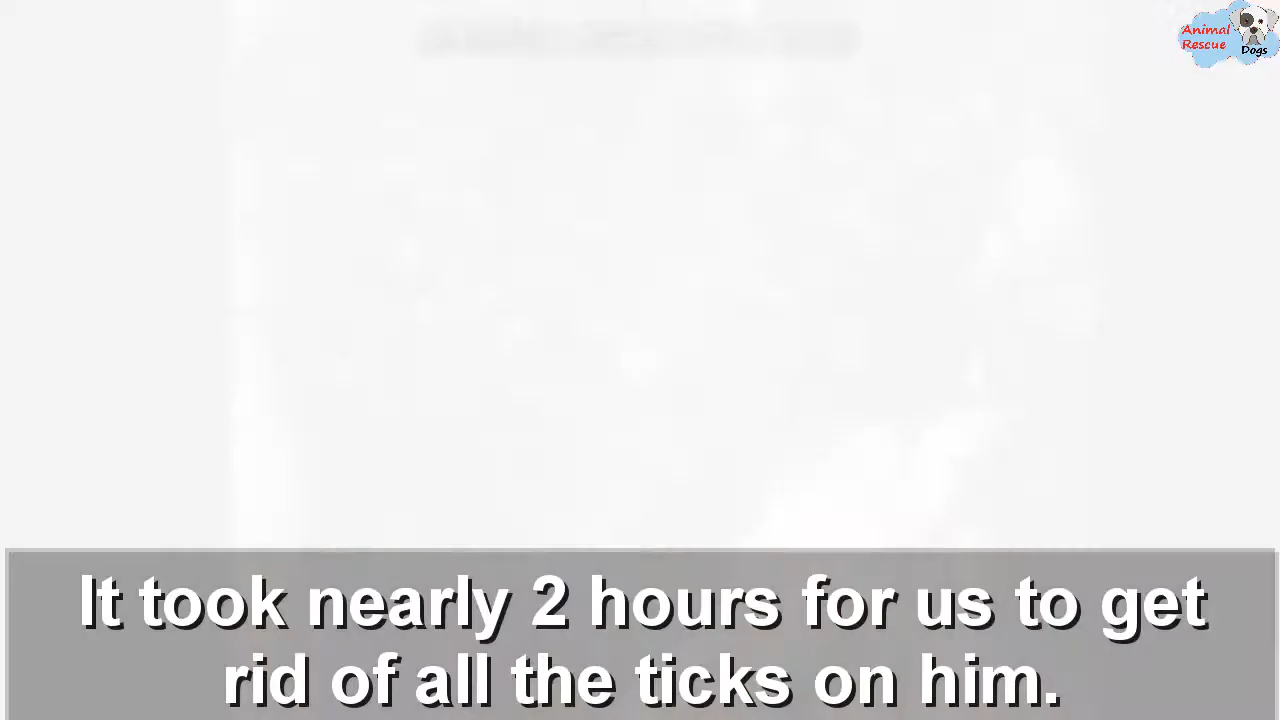 Animal
Rescue
Dogs
It took nearly 2 hours for us to get
rid of all the ticks on him.